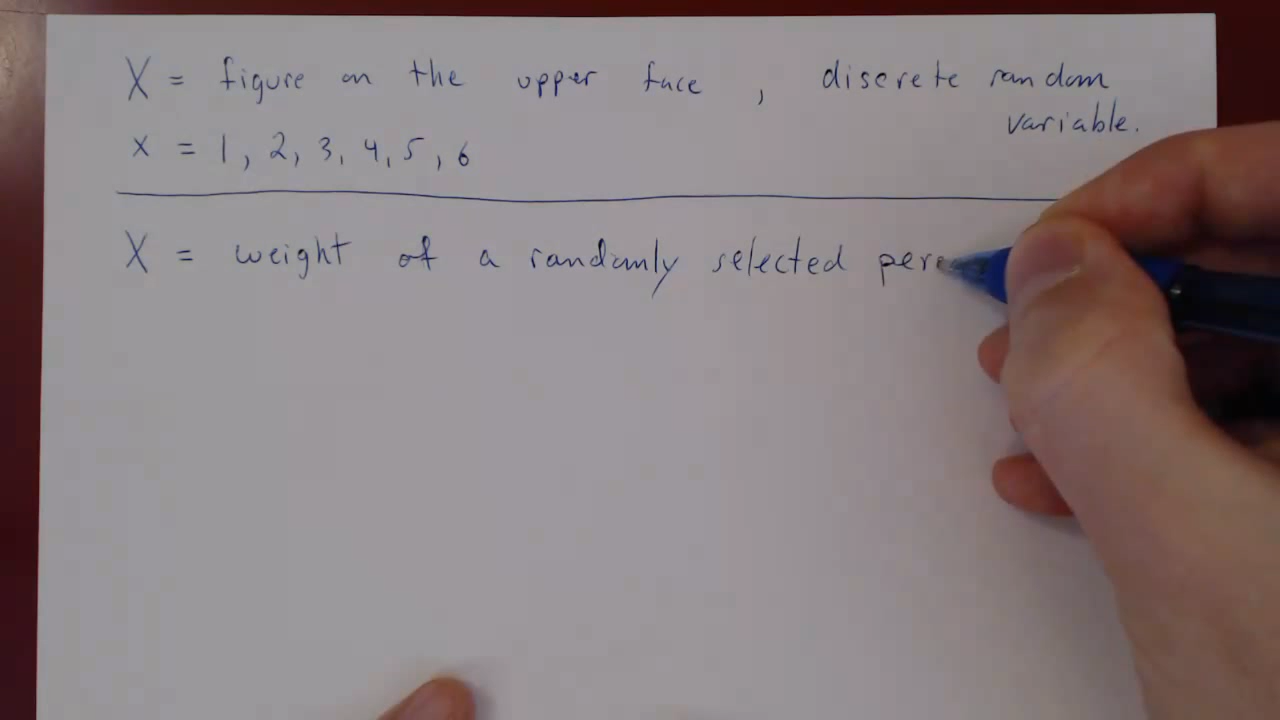 X = figure on the upper face , discrete random
variable.
x = 1, 2, 3, 4, 5, 6
X = weight of a randomly selected